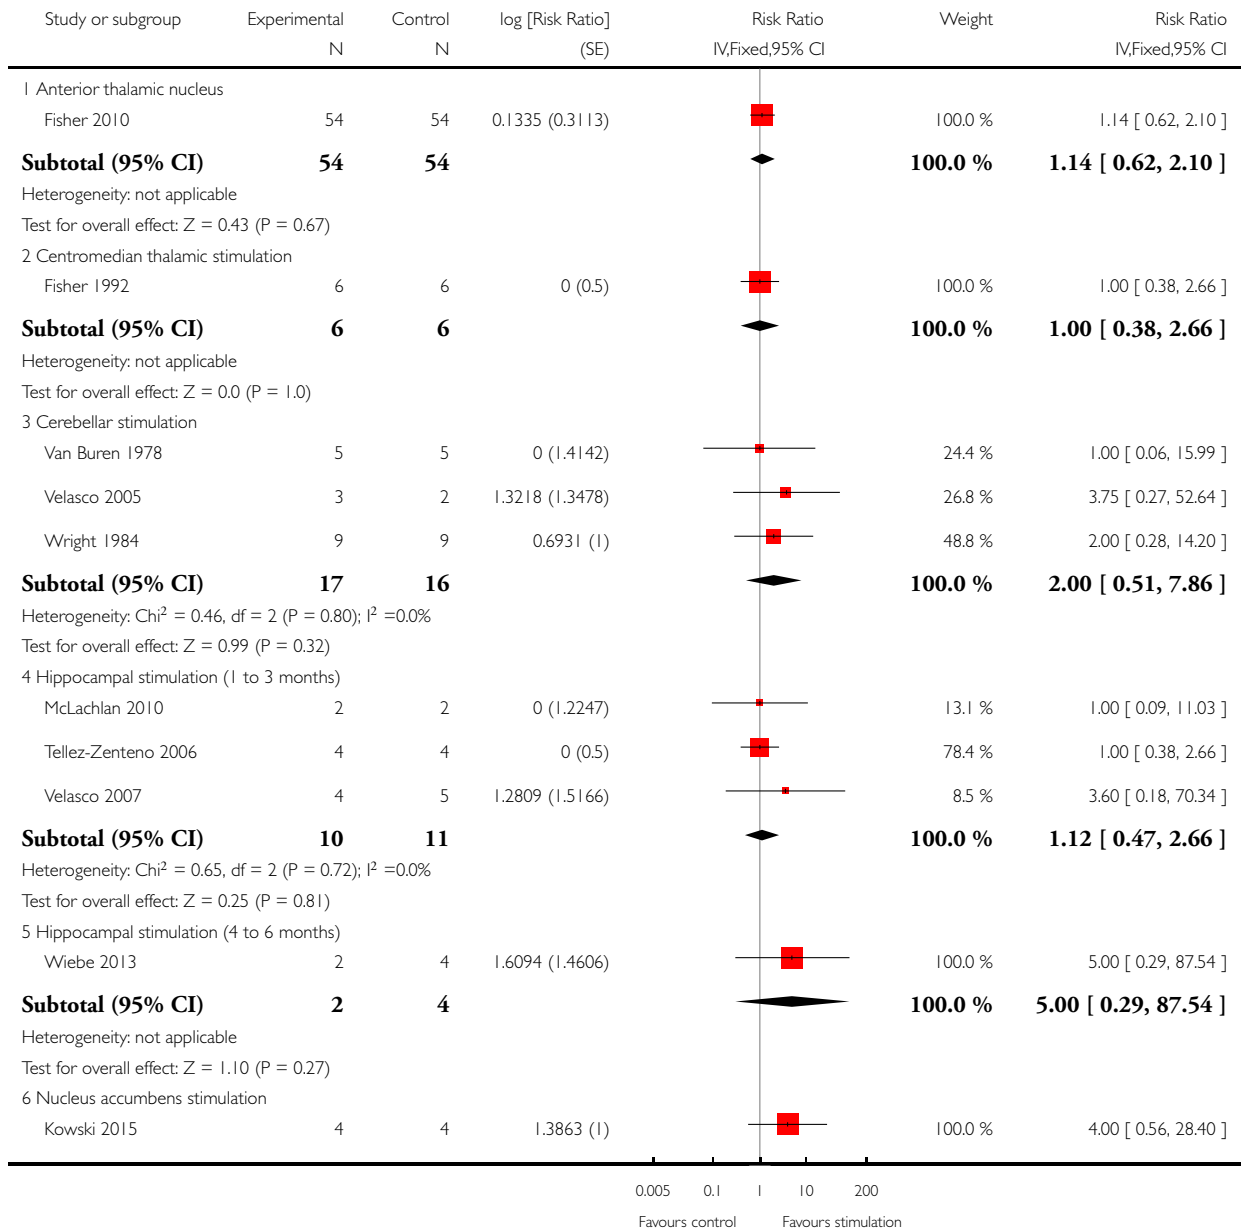 Study or subgroup Experimental Control log [Risk Ratio] Risk Ratio Weight Risk Ratio
N N (SE) IV,Fixed,95% CI IV,Fixed,95% CI
1 Anterior thalamic nucleus
Fisher 2010 54 54 0.1335 (0.3113) 100.0 % 1.14 [ 0.62, 2.10 ]
Subtotal (95% CI) 54 54 100.0 % 1.14 [ 0.62, 2.10 ]
Heterogeneity: not applicable
Test for overall effect: Z = 0.43 (P = 0.67)
2 Centromedian thalamic stimulation
Fisher 1992 6 6 0 (0.5) 100.0 % 1.00 [ 0.38, 2.66 ]
Subtotal (95% CI) 6 6 100.0 % 1.00 [ 0.38, 2.66 ]
Heterogeneity: not applicable
Test for overall effect: Z = 0.0 (P = 1.0)
3 Cerebellar stimulation
Van Buren 1978 5 5 0 (1.4142) 24.4 % 1.00 [ 0.06, 15.99 ]
Velasco 2005 3 2 1.3218 (1.3478) 26.8 % 3.75 [ 0.27, 52.64 ]
Wright 1984 9 9 0.6931 (1) 48.8 % 2.00 [ 0.28, 14.20 ]
Subtotal (95% CI) 17 16 100.0 % 2.00 [ 0.51, 7.86 ]
Heterogeneity: Chi² = 0.46, df = 2 (P = 0.80); I² =0.0%
Test for overall effect: Z = 0.99 (P = 0.32)
4 Hippocampal stimulation (1 to 3 months)
McLachlan 2010 2 2 0 (1.2247) 13.1 % 1.00 [ 0.09, 11.03 ]
Tellez-Zenteno 2006 4 4 0 (0.5) 78.4 % 1.00 [ 0.38, 2.66 ]
Velasco 2007 4 5 1.2809 (1.5166) 8.5 % 3.60 [ 0.18, 70.34 ]
Subtotal (95% CI) 10 11 100.0 % 1.12 [ 0.47, 2.66 ]
Heterogeneity: Chi² = 0.65, df = 2 (P = 0.72); I² =0.0%
Test for overall effect: Z = 0.25 (P = 0.81)
5 Hippocampal stimulation (4 to 6 months)
Wiebe 2013 2 4 1.6094 (1.4606) 100.0 % 5.00 [ 0.29, 87.54 ]
Subtotal (95% CI) 2 4 100.0 % 5.00 [ 0.29, 87.54 ]
Heterogeneity: not applicable
Test for overall effect: Z = 1.10 (P = 0.27)
6 Nucleus accumbens stimulation
Kowski 2015 4 4 1.3863 (1) 100.0 % 4.00 [ 0.56, 28.40 ]
0.005 0.1 1 10 200
Favours control Favours stimulation